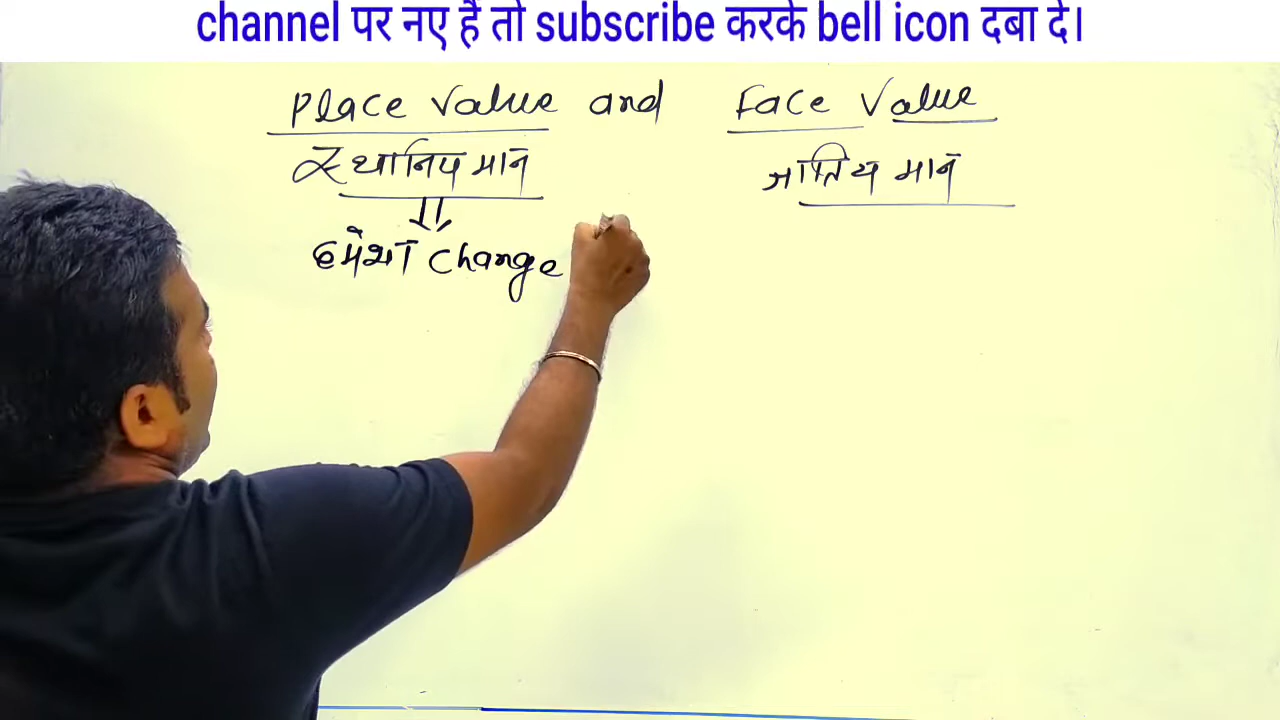 channel पर नए हैं तो subscribe करके bell icon दबा दे।
Place Value and Face Value
स्थानिय मान जातिय मान
हमेशा Change